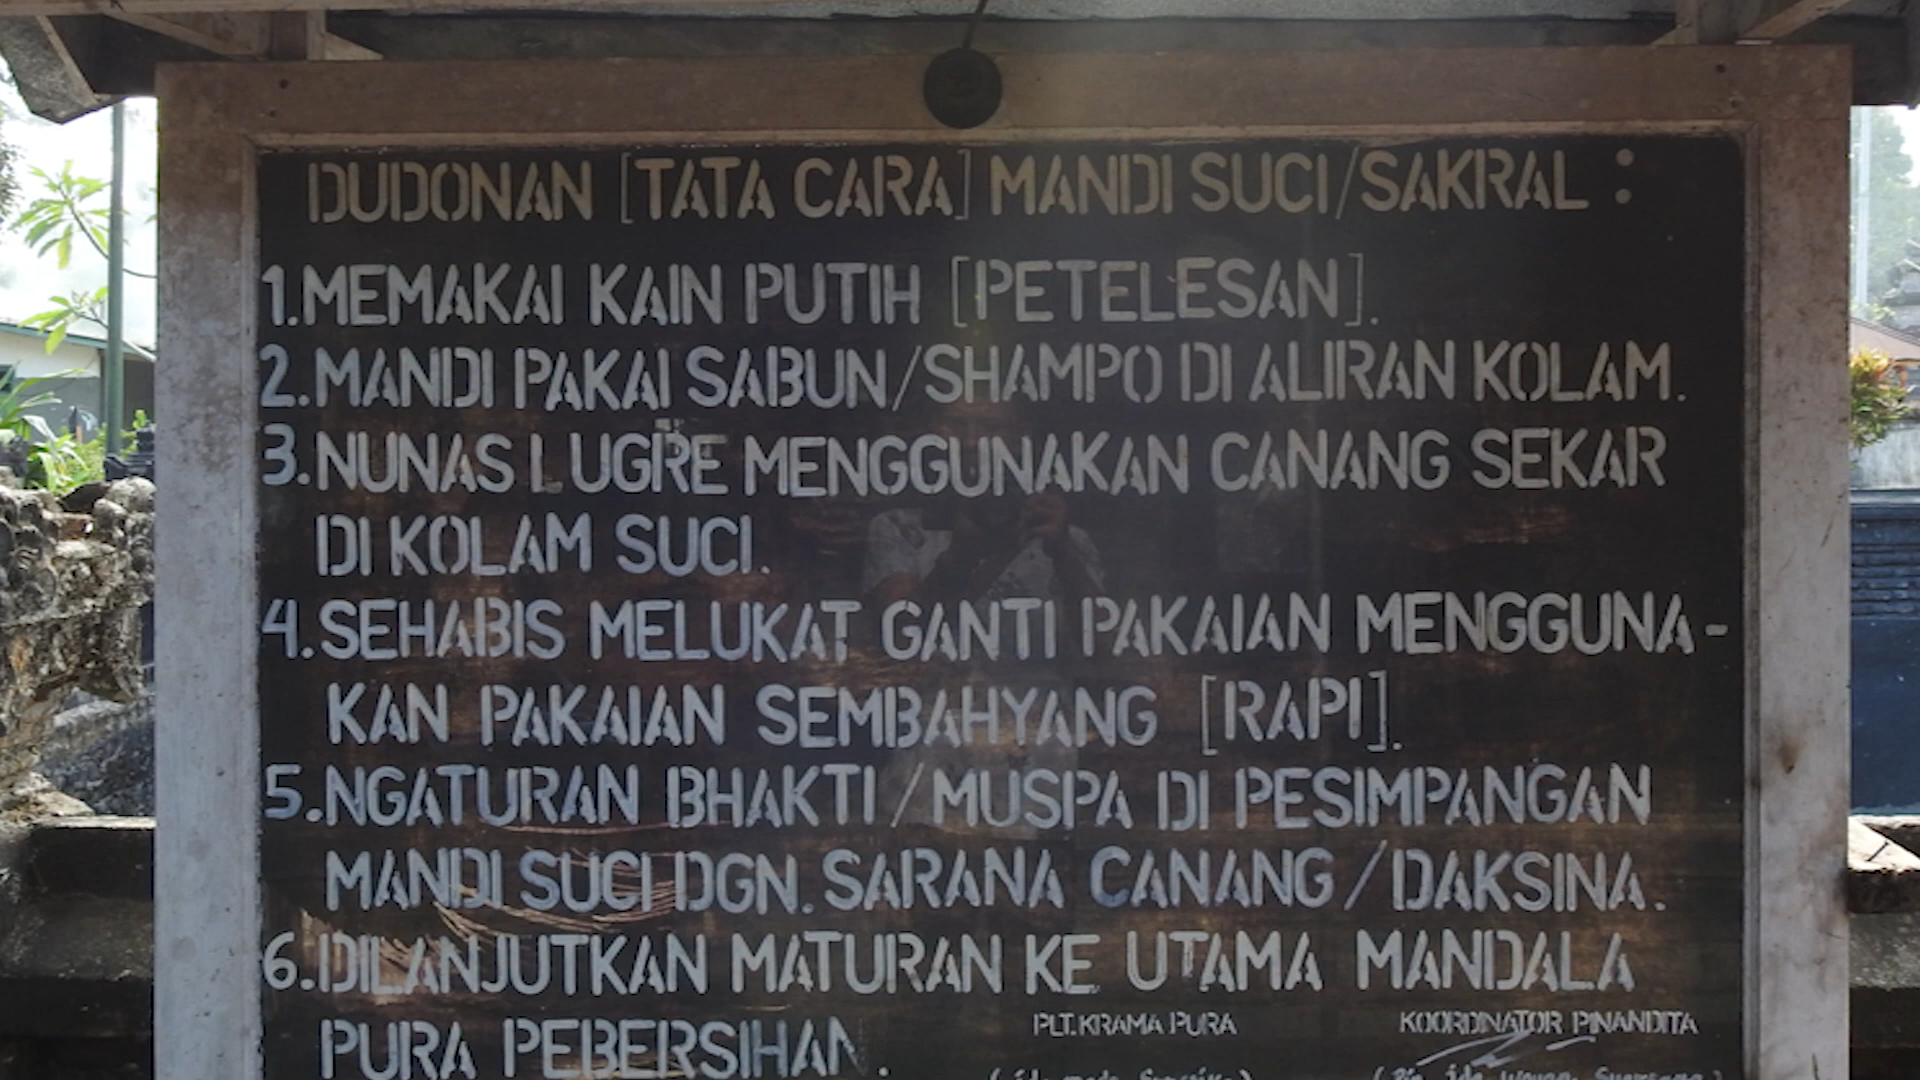 DUDONAN [TATA CARA] MANDI SUCI/SAKRAL :
1. MEMAKAI KAIN PUTIH [PETELESAN].
2. MANDI PAKAI SABUN/SHAMPO DI ALIRAN KOLAM.
3. NUNAS LUGRE MENGGUNAKAN CANANG SEKAR
DI KOLAM SUCI.
4. SEHABIS MELUKAT GANTI PAKAIAN MENGGUNA-
KAN PAKAIAN SEMBAHYANG [RAPI].
5. NGATURAN BHAKTI/MUSPA DI PESIMPANGAN
MANDI SUCI DGN. SARANA CANANG/DAKSINA.
6. DILANJUTKAN MATURAN KE UTAMA MANDALA
PURA PEBERSIHAN.
PLT. KRAMA PURA
KOORDINATOR PINANDITA